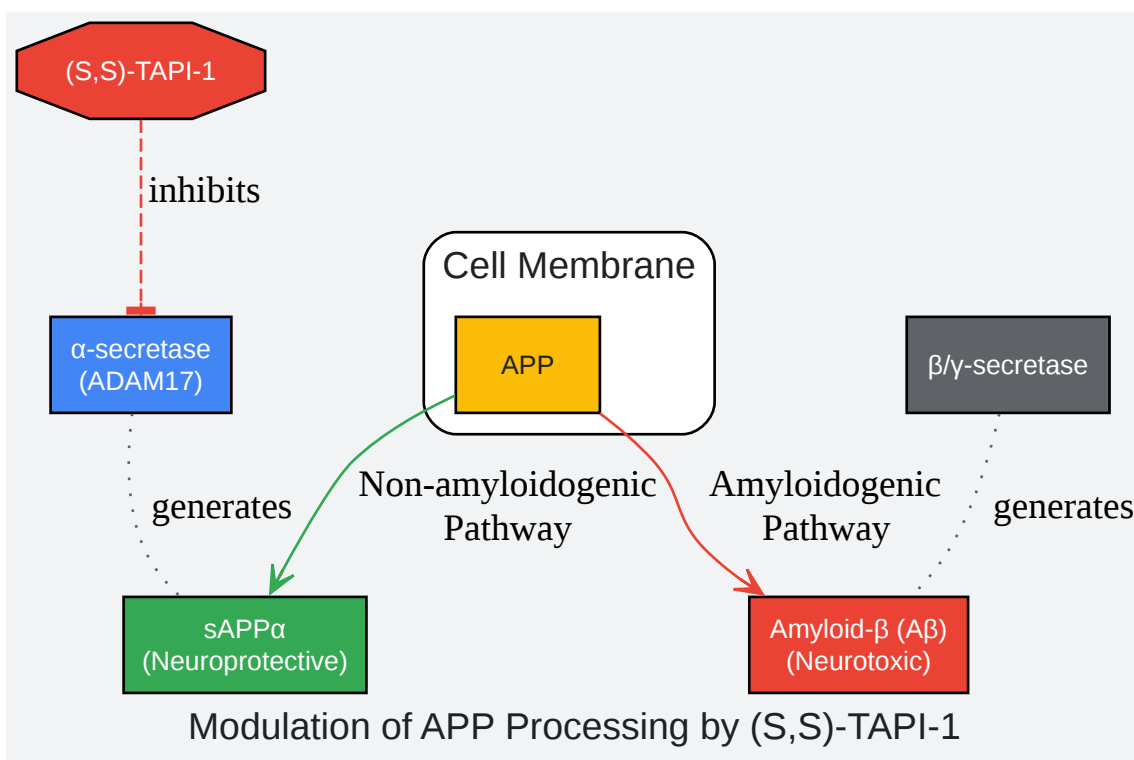 (S,S)-TAPI-1
inhibits
Cell Membrane
α-secretase
(ADAM17)
APP
β/γ-secretase
generates
Non-amyloidogenic
Pathway
Amyloidogenic
Pathway
generates
sAPPα
(Neuroprotective)
Amyloid-β (Aβ)
(Neurotoxic)
Modulation of APP Processing by (S,S)-TAPI-1